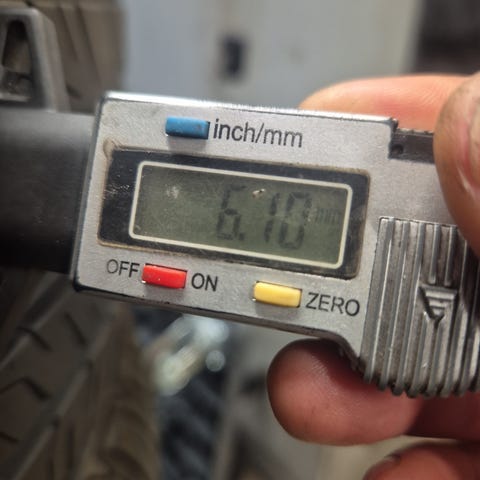 inch/mm
6.10 mm
OFF ON ZERO